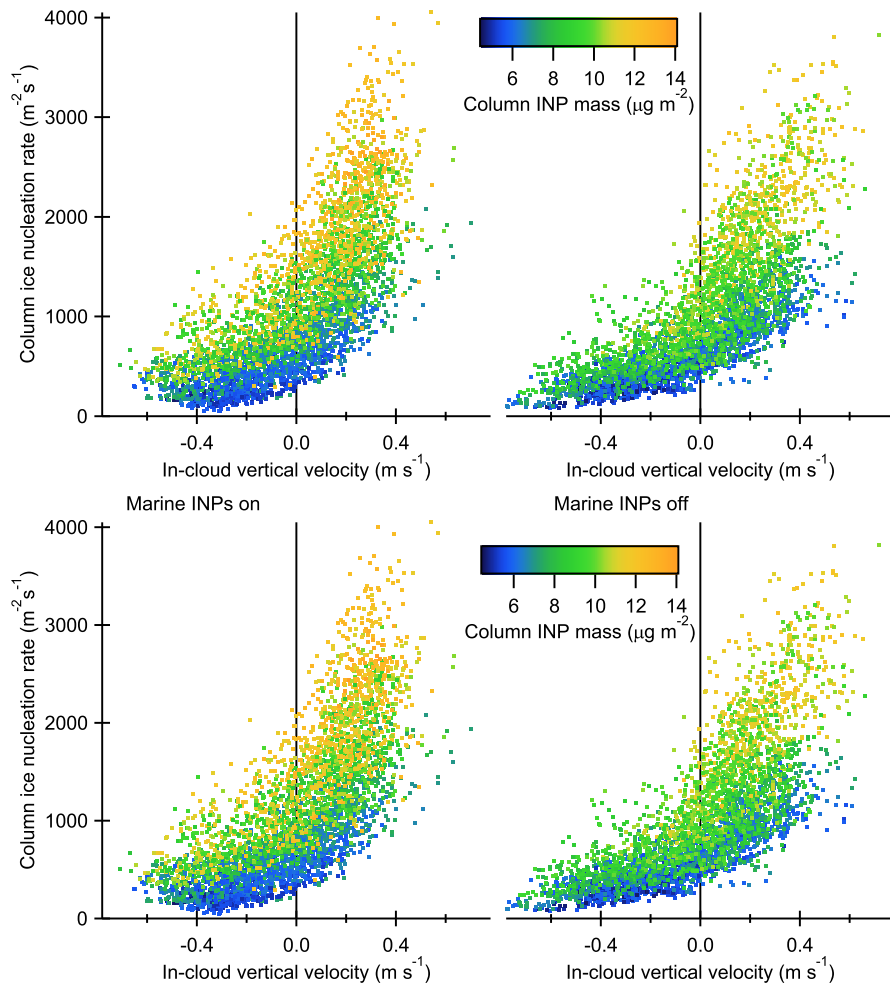 4000
3000
2000
1000
0
Column ice nucleation rate (m⁻² s⁻¹)
6 8 10 12 14
Column INP mass (µg m⁻²)
-0.4 0.0 0.4
-0.4 0.0 0.4
In-cloud vertical velocity (m s⁻¹)
In-cloud vertical velocity (m s⁻¹)
Marine INPs on
Marine INPs off
4000
3000
2000
1000
0
Column ice nucleation rate (m⁻² s⁻¹)
6 8 10 12 14
Column INP mass (µg m⁻²)
-0.4 0.0 0.4
-0.4 0.0 0.4
In-cloud vertical velocity (m s⁻¹)
In-cloud vertical velocity (m s⁻¹)